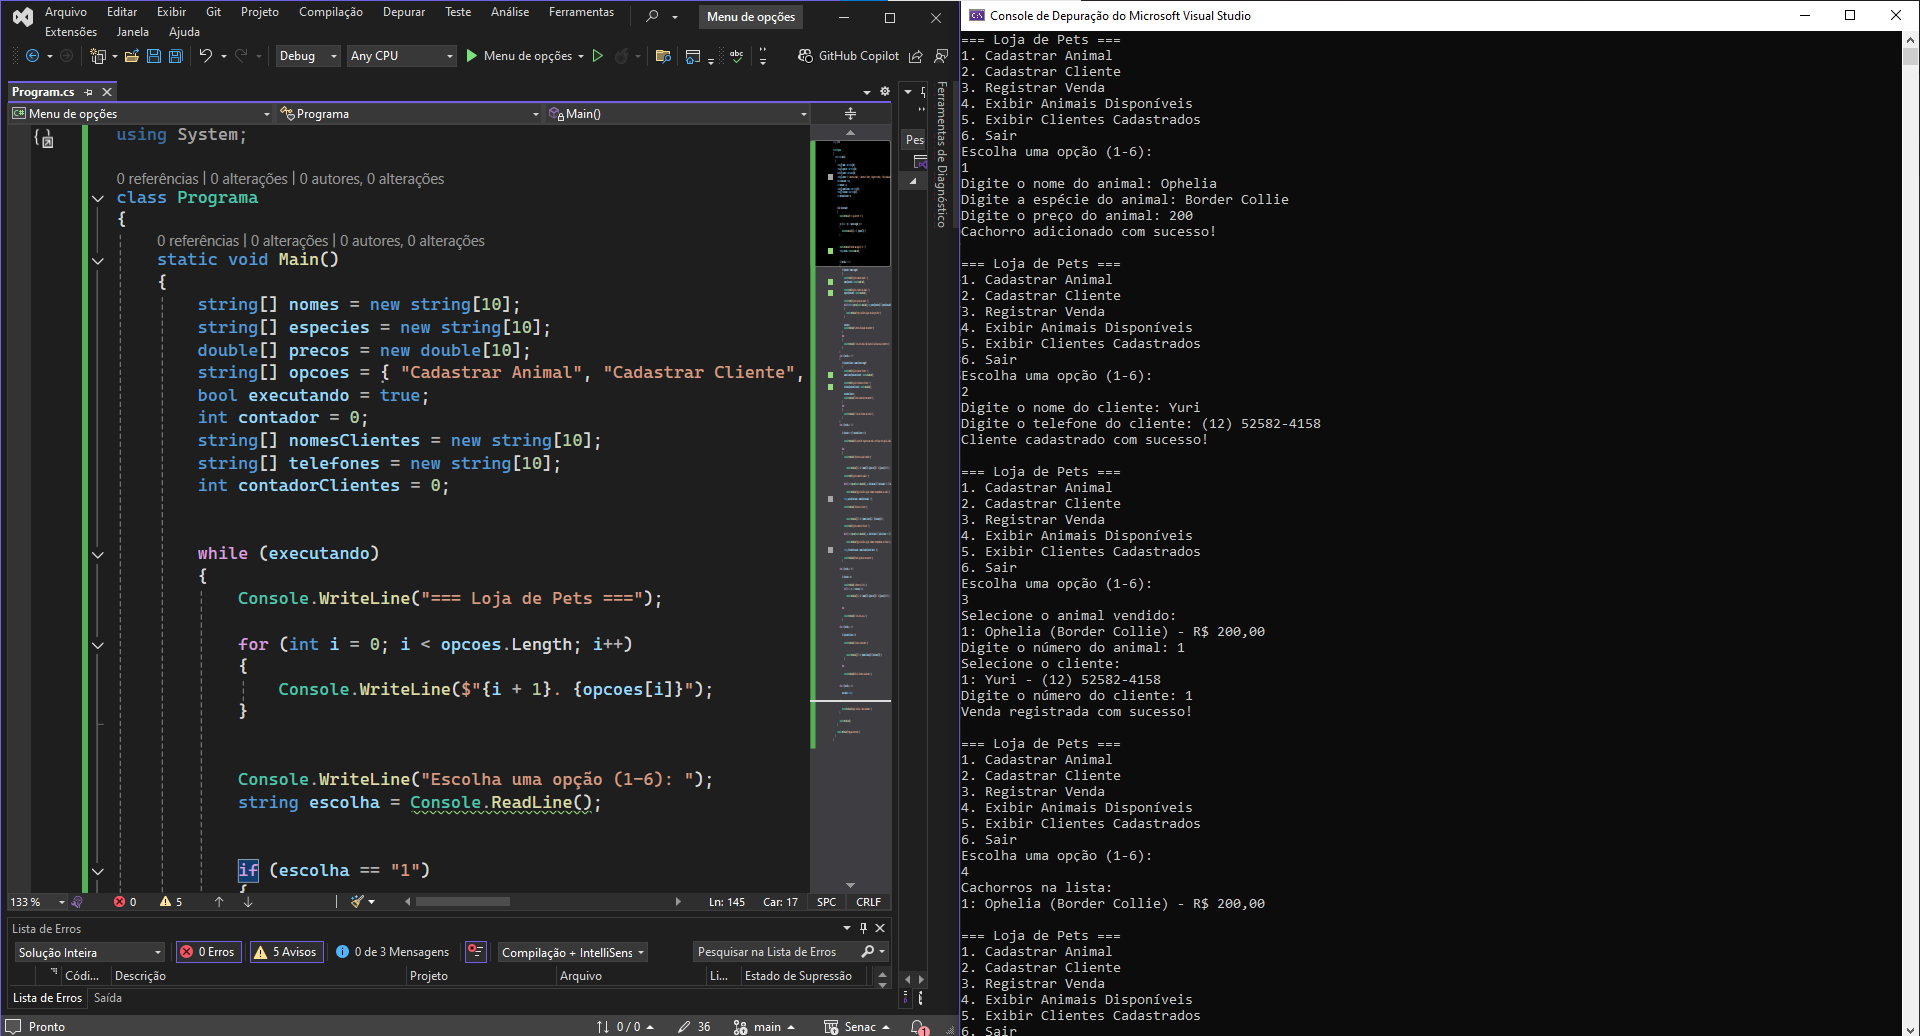 Arquivo Editar Exibir Git Projeto Compilação Depurar Teste Análise Ferramentas Menu de opções
Extensões Janela Ajuda
Debug Any CPU Menu de opções GitHub Copilot
Program.cs
Menu de opções Programa Main()
Ferramentas de Diagnóstico
Pes
using System;
0 referências | 0 alterações | 0 autores, 0 alterações
class Programa
{
0 referências | 0 alterações | 0 autores, 0 alterações
static void Main()
{
string[] nomes = new string[10];
string[] especies = new string[10];
double[] precos = new double[10];
string[] opcoes = { "Cadastrar Animal", "Cadastrar Cliente",
bool executando = true;
int contador = 0;
string[] nomesClientes = new string[10];
string[] telefones = new string[10];
int contadorClientes = 0;
while (executando)
{
Console.WriteLine("=== Loja de Pets ===");
for (int i = 0; i < opcoes.Length; i++)
{
Console.WriteLine($"{i + 1}. {opcoes[i]}");
}
Console.WriteLine("Escolha uma opção (1-6): ");
string escolha = Console.ReadLine();
if (escolha == "1")
{
133 % 0 5 Ln: 145 Car: 17 SPC CRLF
Lista de Erros
Solução Inteira 0 Erros 5 Avisos 0 de 3 Mensagens Compilação + IntelliSens Pesquisar na Lista de Erros
Códi... Descrição Projeto Arquivo Li... Estado de Supressão
Lista de Erros Saída
Pronto 0 / 0 36 main Senac 1
Console de Depuração do Microsoft Visual Studio
=== Loja de Pets ===
1. Cadastrar Animal
2. Cadastrar Cliente
3. Registrar Venda
4. Exibir Animais Disponíveis
5. Exibir Clientes Cadastrados
6. Sair
Escolha uma opção (1-6):
1
Digite o nome do animal: Ophelia
Digite a espécie do animal: Border Collie
Digite o preço do animal: 200
Cachorro adicionado com sucesso!
=== Loja de Pets ===
1. Cadastrar Animal
2. Cadastrar Cliente
3. Registrar Venda
4. Exibir Animais Disponíveis
5. Exibir Clientes Cadastrados
6. Sair
Escolha uma opção (1-6):
2
Digite o nome do cliente: Yuri
Digite o telefone do cliente: (12) 52582-4158
Cliente cadastrado com sucesso!
=== Loja de Pets ===
1. Cadastrar Animal
2. Cadastrar Cliente
3. Registrar Venda
4. Exibir Animais Disponíveis
5. Exibir Clientes Cadastrados
6. Sair
Escolha uma opção (1-6):
3
Selecione o animal vendido:
1: Ophelia (Border Collie) - R$ 200,00
Digite o número do animal: 1
Selecione o cliente:
1: Yuri - (12) 52582-4158
Digite o número do cliente: 1
Venda registrada com sucesso!
=== Loja de Pets ===
1. Cadastrar Animal
2. Cadastrar Cliente
3. Registrar Venda
4. Exibir Animais Disponíveis
5. Exibir Clientes Cadastrados
6. Sair
Escolha uma opção (1-6):
4
Cachorros na lista:
1: Ophelia (Border Collie) - R$ 200,00
=== Loja de Pets ===
1. Cadastrar Animal
2. Cadastrar Cliente
3. Registrar Venda
4. Exibir Animais Disponíveis
5. Exibir Clientes Cadastrados
6. Sair